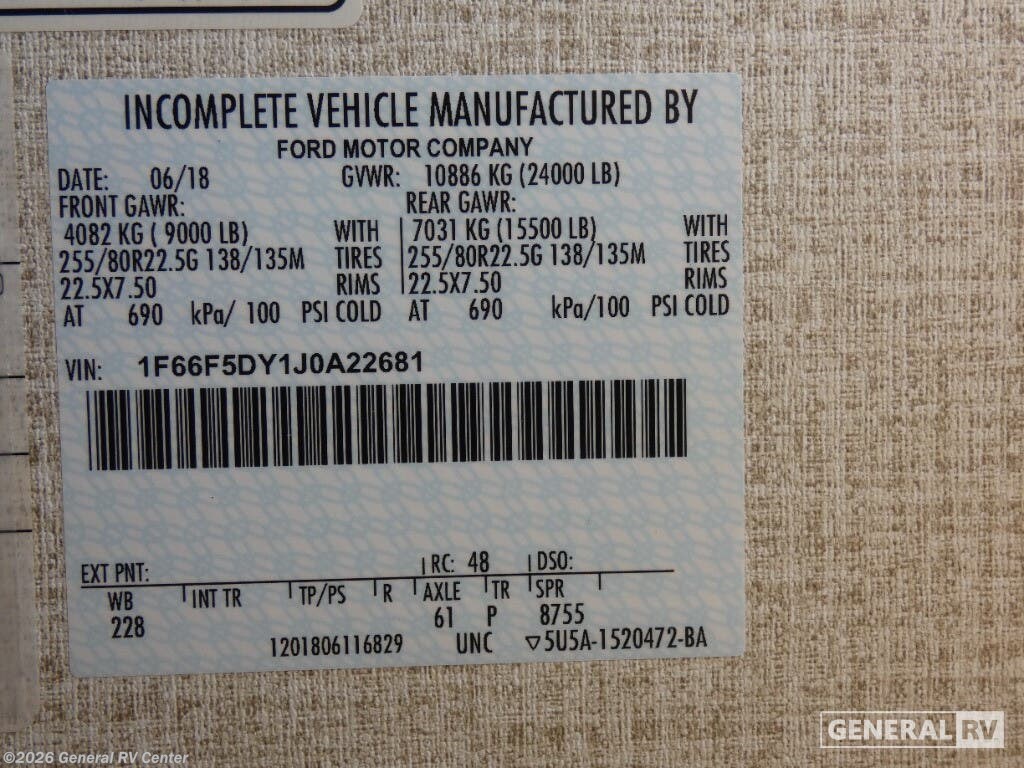 INCOMPLETE VEHICLE MANUFACTURED BY
FORD MOTOR COMPANY
DATE: 06/18 GVWR: 10886 KG (24000 LB)
FRONT GAWR: REAR GAWR:
4082 KG ( 9000 LB) WITH 7031 KG (15500 LB) WITH
255/80R22.5G 138/135M TIRES 255/80R22.5G 138/135M TIRES
22.5X7.50 RIMS 22.5X7.50 RIMS
AT 690 kPa/ 100 PSI COLD AT 690 kPa/ 100 PSI COLD
VIN: 1F66F5DY1J0A22681
EXT PNT: RC: 48 DSO:
WB INT TR TP/PS R AXLE TR SPR
228 61 P 8755
1201806116829 UNC ▽5U5A-1520472-BA
GENERAL RV
©2026 General RV Center